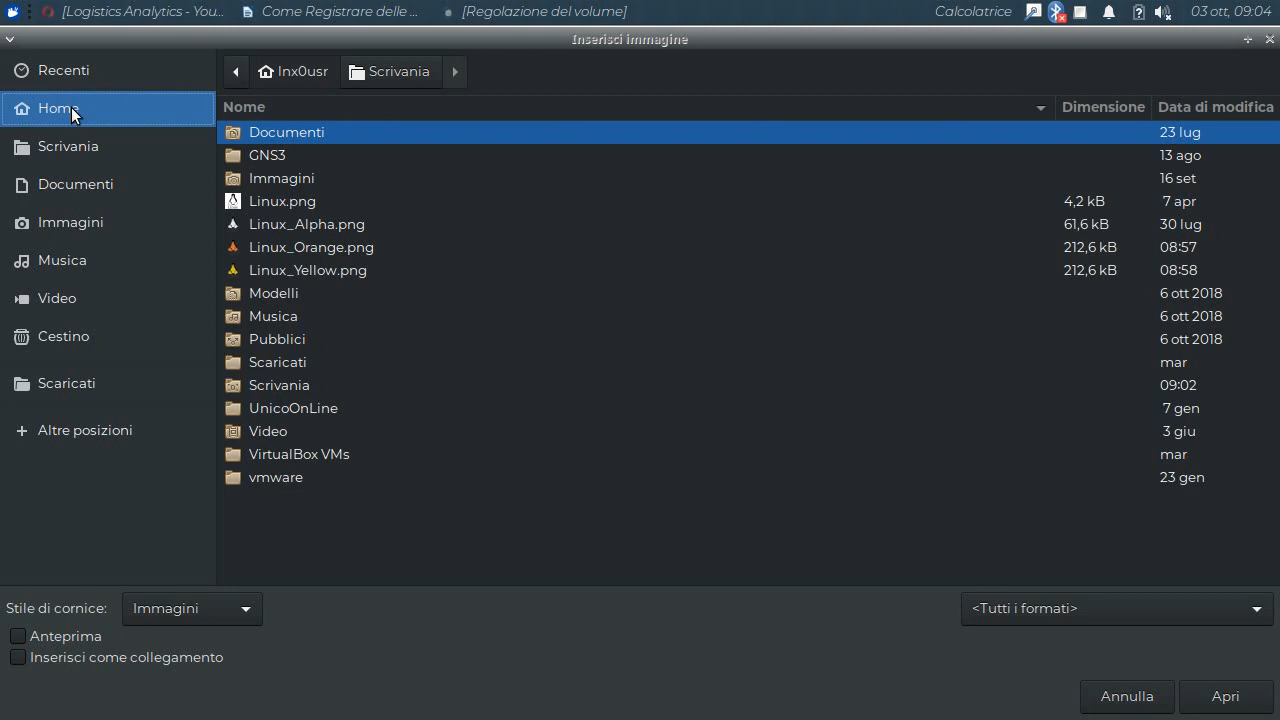 [Logistics Analytics - You... Come Registrare delle ... [Regolazione del volume] Calcolatrice 03 ott, 09:04
Inserisci immagine
Recenti
Home
Scrivania
Documenti
Immagini
Musica
Video
Cestino
Scaricati
Altre posizioni
lnx0usr Scrivania
Nome Dimensione Data di modifica
Documenti 23 lug
GNS3 13 ago
Immagini 16 set
Linux.png 4,2 kB 7 apr
Linux_Alpha.png 61,6 kB 30 lug
Linux_Orange.png 212,6 kB 08:57
Linux_Yellow.png 212,6 kB 08:58
Modelli 6 ott 2018
Musica 6 ott 2018
Pubblici 6 ott 2018
Scaricati mar
Scrivania 09:02
UnicoOnLine 7 gen
Video 3 giu
VirtualBox VMs mar
vmware 23 gen
Stile di cornice: Immagini <Tutti i formati>
Anteprima
Inserisci come collegamento
Annulla Apri